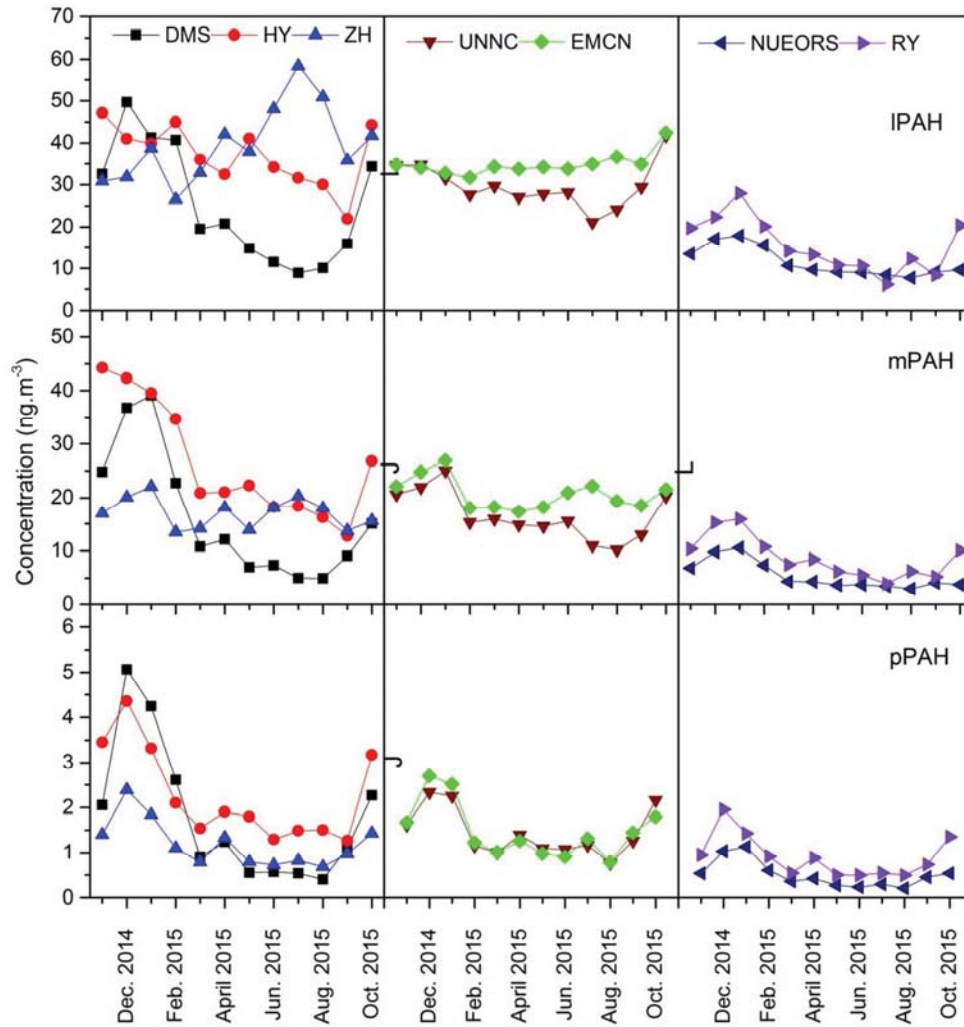 70
60
50
40
30
20
10
0
DMS HY ZH
UNNC EMCN
NUEORS RY
lPAH
50
40
30
20
10
0
mPAH
6
5
4
3
2
1
0
pPAH
Concentration (ng.m-3)
Dec. 2014
Feb. 2015
April 2015
Jun. 2015
Aug. 2015
Oct. 2015
Dec. 2014
Feb. 2015
April 2015
Jun. 2015
Aug. 2015
Oct. 2015
Dec. 2014
Feb. 2015
April 2015
Jun. 2015
Aug. 2015
Oct. 2015